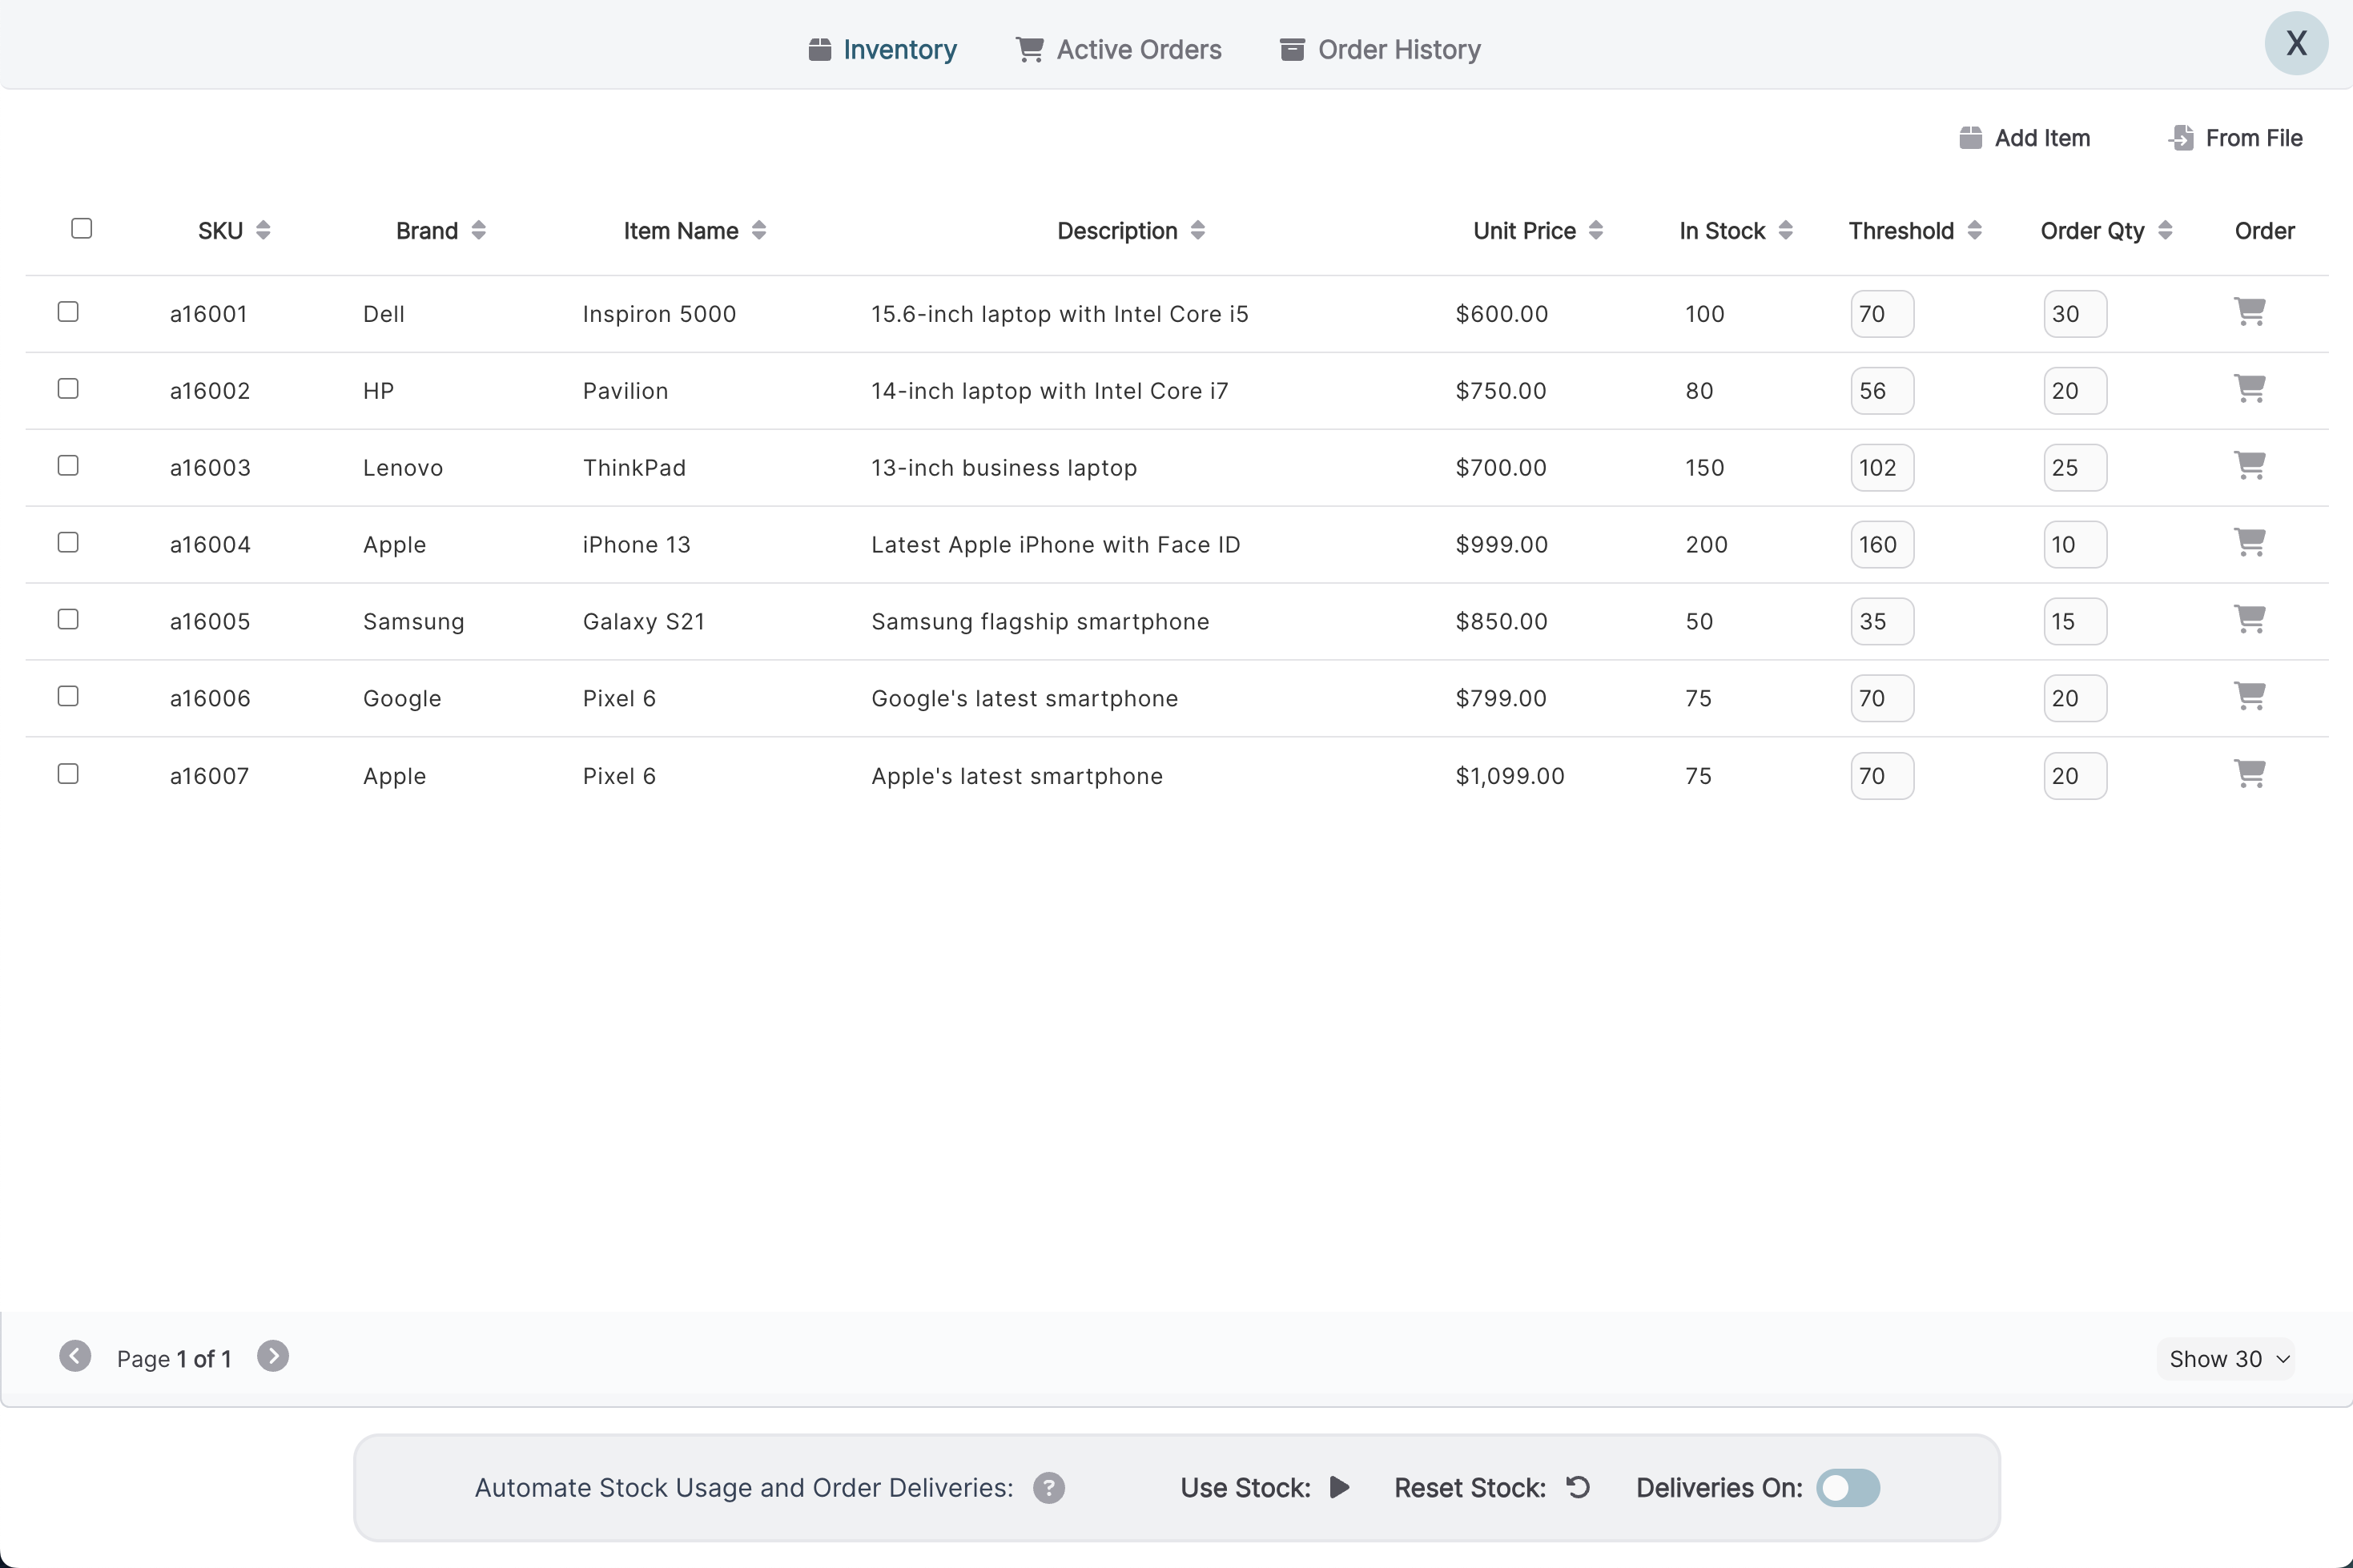 Inventory Active Orders Order History X
Add Item From File
SKU Brand Item Name Description Unit Price In Stock Threshold Order Qty Order
a16001 Dell Inspiron 5000 15.6-inch laptop with Intel Core i5 $600.00 100 70 30
a16002 HP Pavilion 14-inch laptop with Intel Core i7 $750.00 80 56 20
a16003 Lenovo ThinkPad 13-inch business laptop $700.00 150 102 25
a16004 Apple iPhone 13 Latest Apple iPhone with Face ID $999.00 200 160 10
a16005 Samsung Galaxy S21 Samsung flagship smartphone $850.00 50 35 15
a16006 Google Pixel 6 Google's latest smartphone $799.00 75 70 20
a16007 Apple Pixel 6 Apple's latest smartphone $1,099.00 75 70 20
Page 1 of 1 Show 30
Automate Stock Usage and Order Deliveries: ? Use Stock: Reset Stock: Deliveries On: